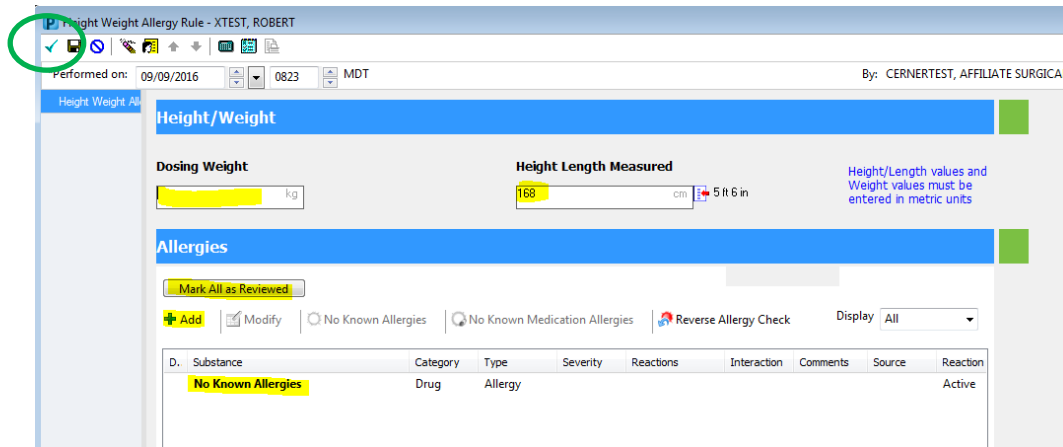 Height Weight Allergy Rule - XTEST, ROBERT
Performed on: 09/09/2016 0823 MDT By: CERNERTEST, AFFILIATE SURGICA
Height Weight All
Height/Weight
Dosing Weight Height Length Measured
kg 168 cm 5 ft 6 in
Height/Length values and
Weight values must be
entered in metric units
Allergies
Mark All as Reviewed
Add Modify No Known Allergies No Known Medication Allergies Reverse Allergy Check Display All
D. Substance Category Type Severity Reactions Interaction Comments Source Reaction
No Known Allergies Drug Allergy Active